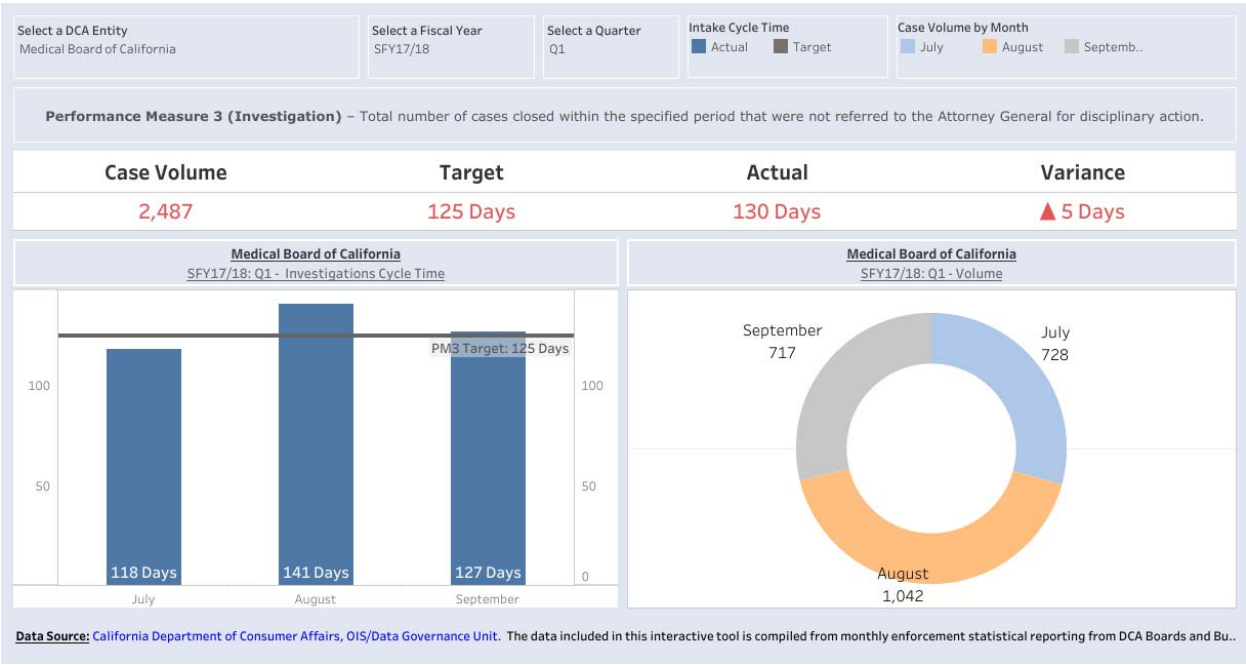 Select a DCA Entity
Medical Board of California
Select a Fiscal Year
SFY17/18
Select a Quarter
Q1
Intake Cycle Time
Actual
Target
Case Volume by Month
July
August
Septemb..
Performance Measure 3 (Investigation) – Total number of cases closed within the specified period that were not referred to the Attorney General for disciplinary action.
Case Volume
Target
Actual
Variance
2,487
125 Days
130 Days
▲ 5 Days
Medical Board of California
SFY17/18: Q1 - Investigations Cycle Time
PM3 Target: 125 Days
100
100
50
50
0
118 Days
141 Days
127 Days
July
August
September
Medical Board of California
SFY17/18: Q1 - Volume
September
717
July
728
August
1,042
Data Source: California Department of Consumer Affairs, OIS/Data Governance Unit. The data included in this interactive tool is compiled from monthly enforcement statistical reporting from DCA Boards and Bu..